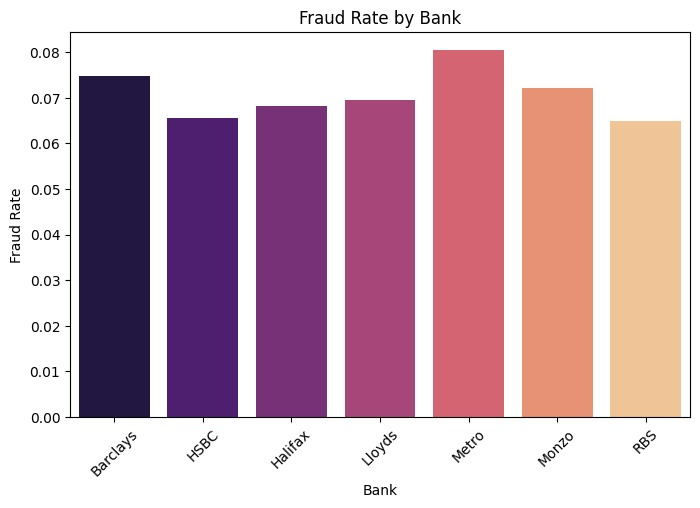 Fraud Rate by Bank
Fraud Rate
0.08
0.07
0.06
0.05
0.04
0.03
0.02
0.01
0.00
Barclays
HSBC
Halifax
Lloyds
Metro
Monzo
RBS
Bank